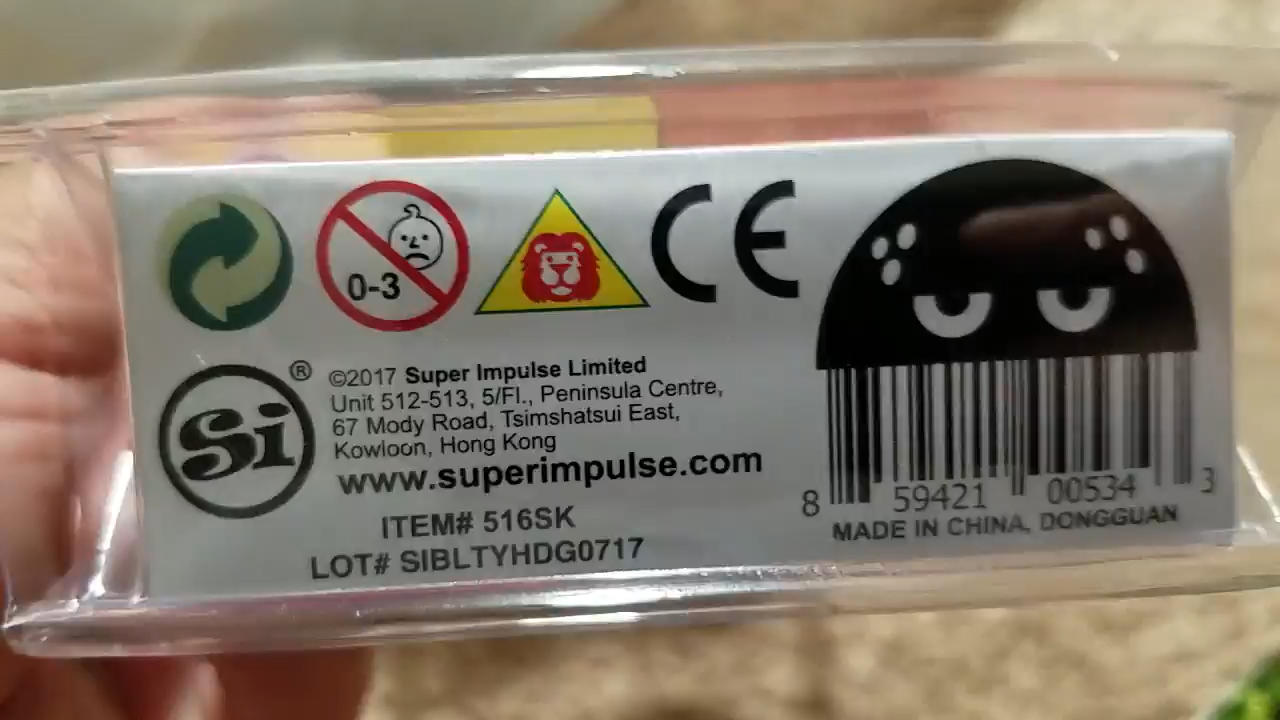 0-3
CE
Si®
©2017 Super Impulse Limited
Unit 512-513, 5/Fl., Peninsula Centre,
67 Mody Road, Tsimshatsui East,
Kowloon, Hong Kong
www.superimpulse.com
ITEM# 516SK
LOT# SIBLTYHDG0717
8 59421 00534 3
MADE IN CHINA, DONGGUAN